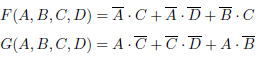 F(A, B, C, D) = A̅ · C + A̅ · D̅ + B̅ · C
G(A, B, C, D) = A · C̅ + C̅ · D̅ + A · B̅